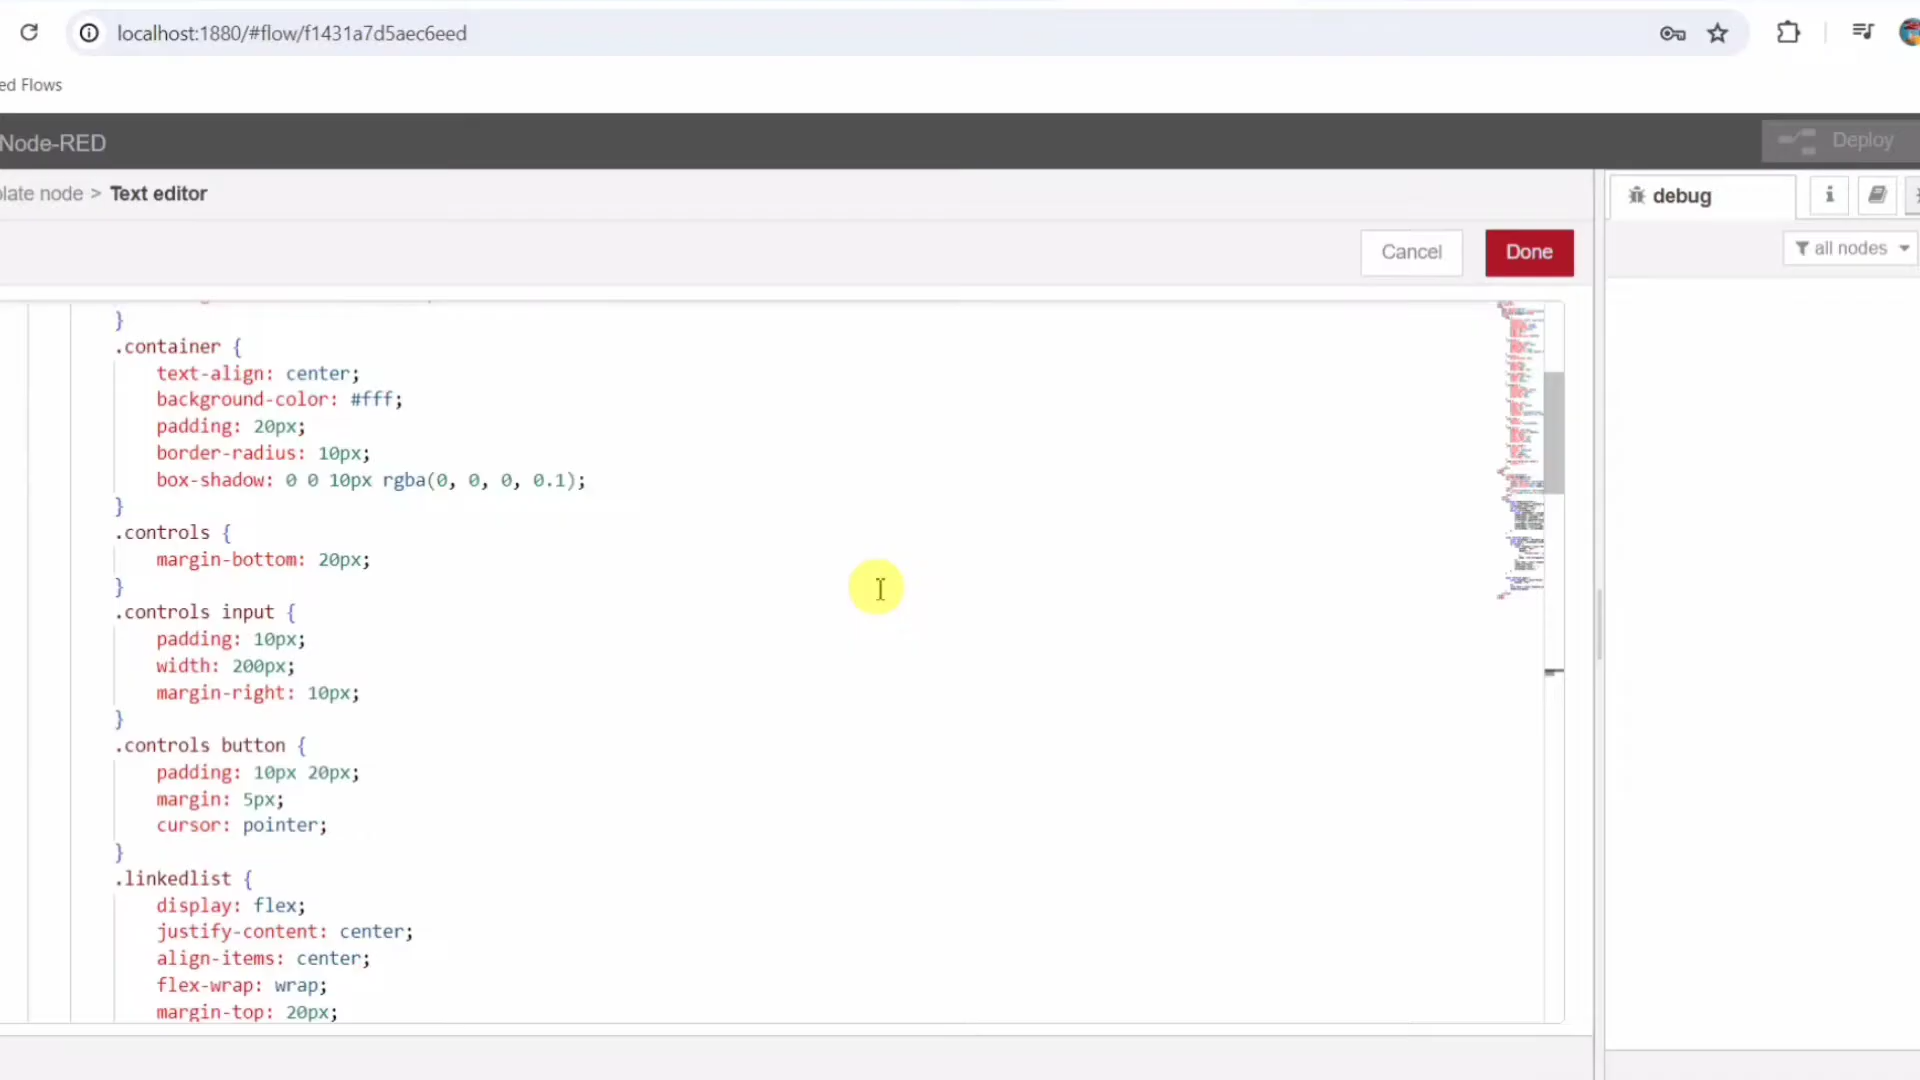 localhost:1880/#flow/f1431a7d5aec6eed
ed Flows
Node-RED
Deploy
late node > Text editor
debug
i
Cancel
Done
all nodes
}
.container {
text-align: center;
background-color: #fff;
padding: 20px;
border-radius: 10px;
box-shadow: 0 0 10px rgba(0, 0, 0, 0.1);
}
.controls {
margin-bottom: 20px;
}
.controls input {
padding: 10px;
width: 200px;
margin-right: 10px;
}
.controls button {
padding: 10px 20px;
margin: 5px;
cursor: pointer;
}
.linkedlist {
display: flex;
justify-content: center;
align-items: center;
flex-wrap: wrap;
margin-top: 20px;